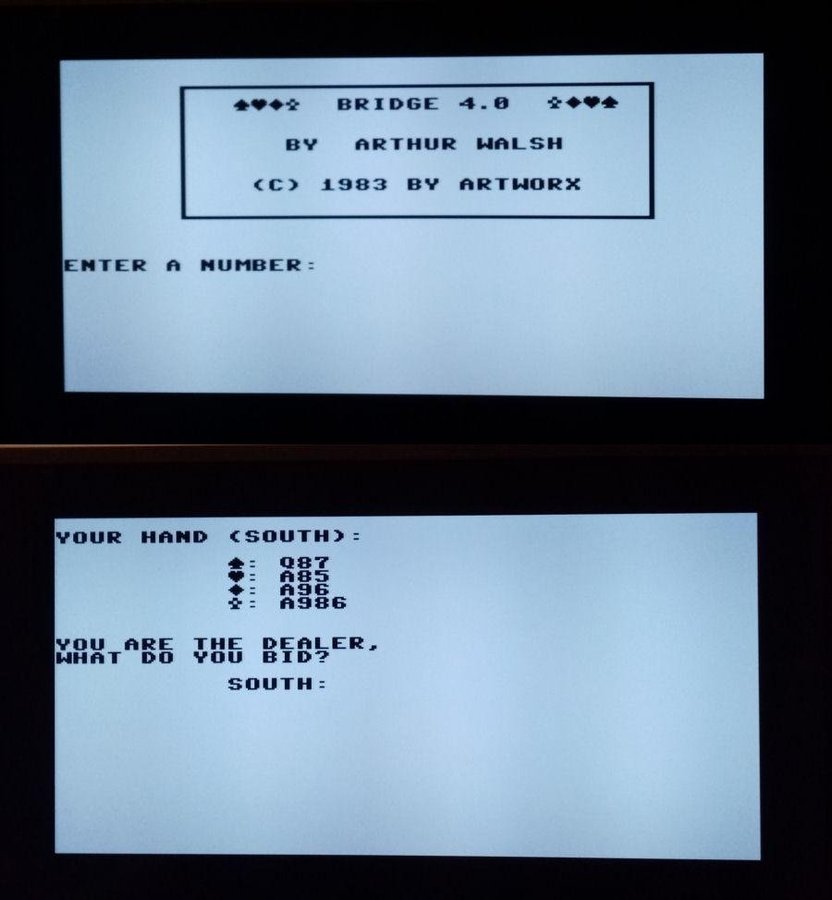 ♠♥♦♣ BRIDGE 4.0 ♣♦♥♠
BY ARTHUR WALSH
(C) 1983 BY ARTWORX
ENTER A NUMBER:
YOUR HAND (SOUTH):
♠: Q87
♥: A85
♦: A96
♣: A986
YOU ARE THE DEALER,
WHAT DO YOU BID?
SOUTH: